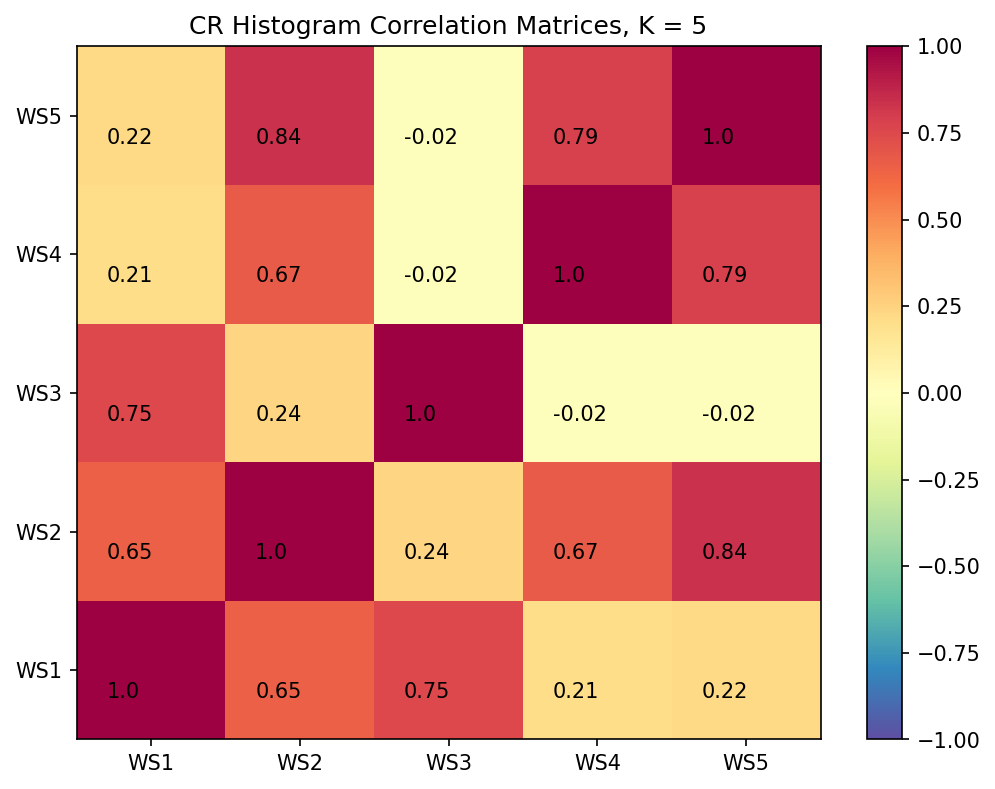 CR Histogram Correlation Matrices, K = 5
WS5 0.22 0.84 -0.02 0.79 1.0
WS4 0.21 0.67 -0.02 1.0 0.79
WS3 0.75 0.24 1.0 -0.02 -0.02
WS2 0.65 1.0 0.24 0.67 0.84
WS1 1.0 0.65 0.75 0.21 0.22
WS1 WS2 WS3 WS4 WS5
1.00
0.75
0.50
0.25
0.00
−0.25
−0.50
−0.75
−1.00